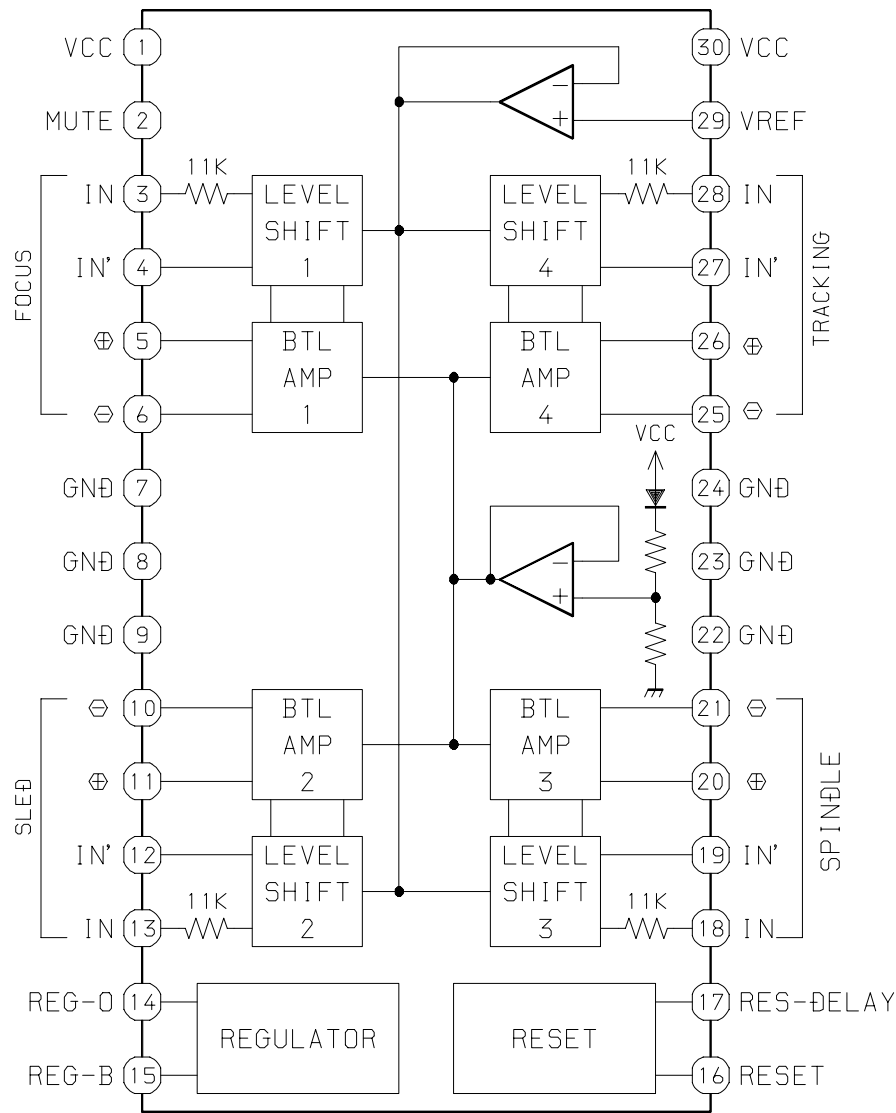 VCC 1
30 VCC
MUTE 2
29 VREF
− 
+
11K
11K
IN 3
28 IN
LEVEL
SHIFT
1
LEVEL
SHIFT
4
FOCUS
TRACKING
IN' 4
27 IN'
⊕ 5
26 ⊕
BTL
AMP
1
BTL
AMP
4
⊖ 6
25 ⊖
VCC
GND 7
24 GND
GND 8
23 GND
−
+
GND 9
22 GND
⊖ 10
21 ⊖
BTL
AMP
2
BTL
AMP
3
⊕ 11
20 ⊕
SLED
SPINDLE
IN' 12
19 IN'
LEVEL
SHIFT
2
LEVEL
SHIFT
3
11K
11K
IN 13
18 IN
REG-O 14
17 RES-DELAY
REGULATOR
RESET
REG-B 15
16 RESET